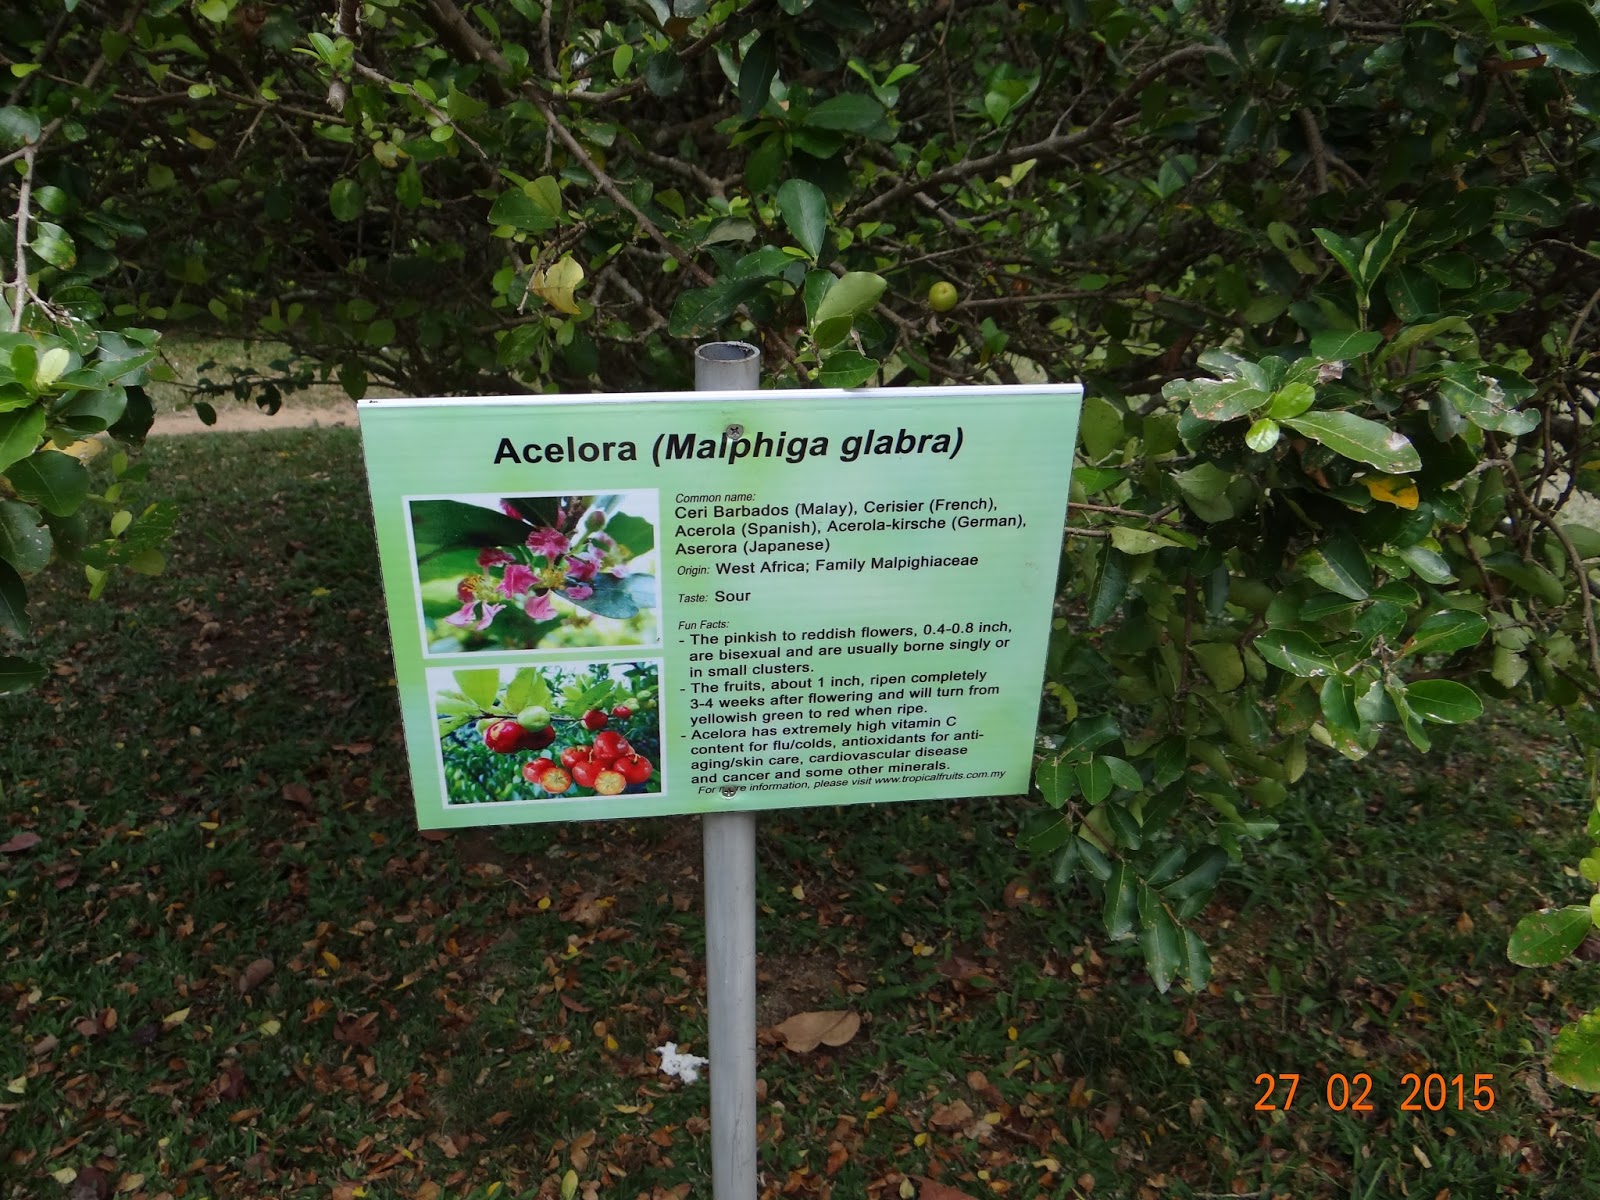 Acelora (Malphiga glabra)
Common name:
Ceri Barbados (Malay), Cerisier (French),
Acerola (Spanish), Acerola-kirsche (German),
Aserora (Japanese)
Origin: West Africa; Family Malpighiaceae
Taste: Sour
Fun Facts:
- The pinkish to reddish flowers, 0.4-0.8 inch,
are bisexual and are usually borne singly or
in small clusters.
- The fruits, about 1 inch, ripen completely
3-4 weeks after flowering and will turn from
yellowish green to red when ripe.
- Acelora has extremely high vitamin C
content for flu/colds, antioxidants for anti-
aging/skin care, cardiovascular disease
and cancer and some other minerals.
For more information, please visit www.tropicalfruits.com.my
27 02 2015